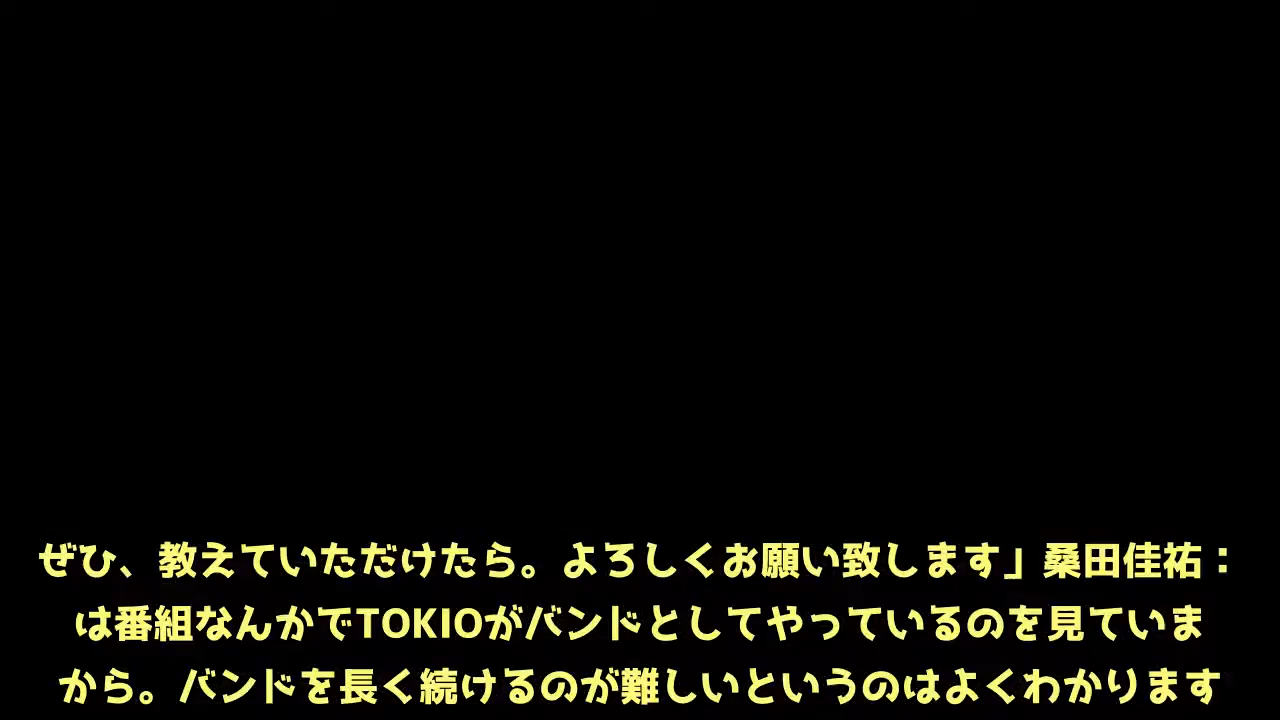 ぜひ、教えていただけたら。よろしくお願い致します」桑田佳祐：
は番組なんかでTOKIOがバンドとしてやっているのを見ていま
から。バンドを長く続けるのが難しいというのはよくわかります